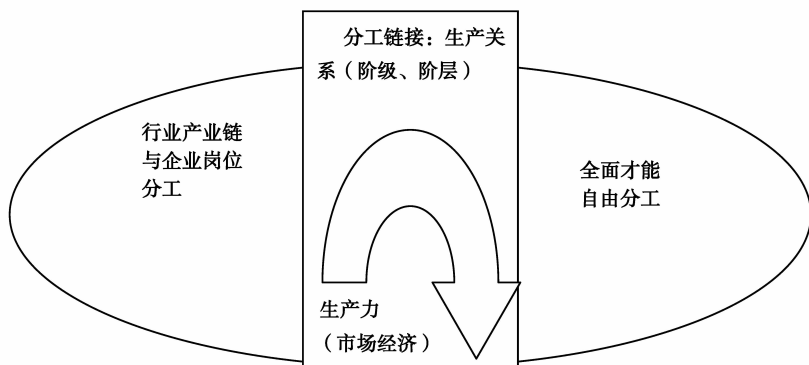 分工链接：生产关
系（阶级、阶层）
行业产业链
与企业岗位
分工
全面才能
自由分工
生产力
（市场经济）